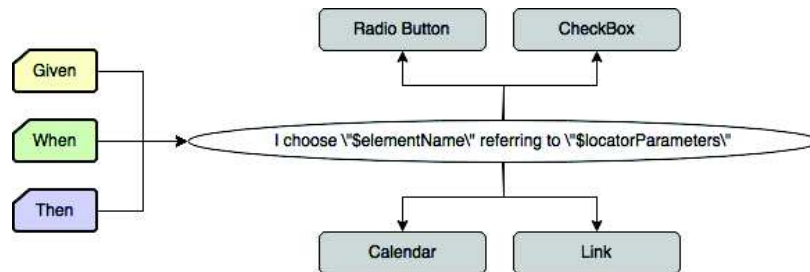 Radio Button
CheckBox
Given
When
I choose \"$elementName\" referring to \"$locatorParameters\"
Then
Calendar
Link